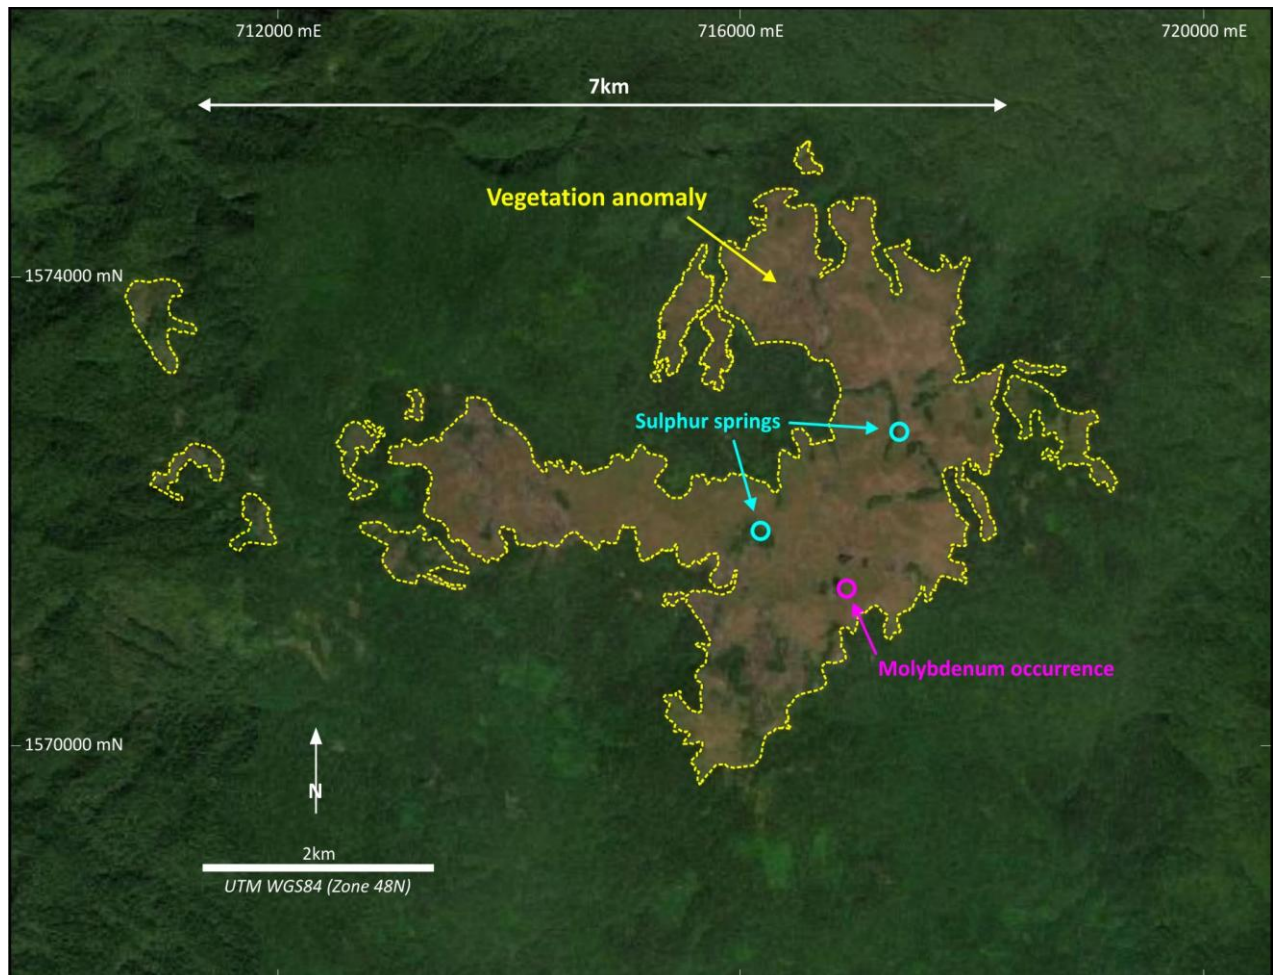 712000 mE
716000 mE
720000 mE
7km
Vegetation anomaly
1574000 mN
Sulphur springs
Molybdenum occurrence
1570000 mN
N
2km
UTM WGS84 (Zone 48N)